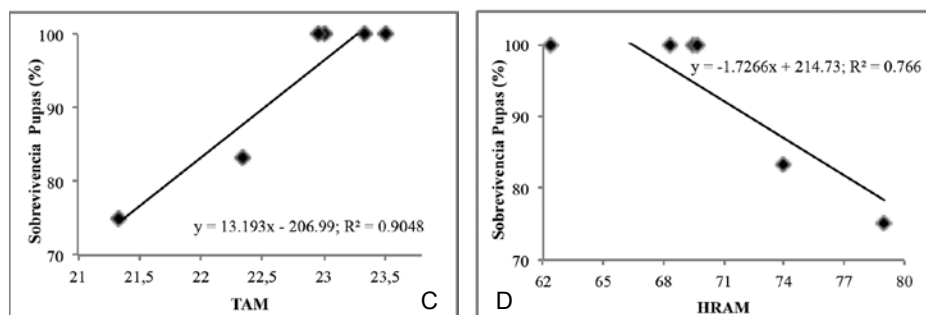 Sobrevivencia Pupas (%)
100
90
80
70
y = 13.193x - 206.99; R² = 0.9048
21 21,5 22 22,5 23 23,5
TAM
C
Sobrevivencia Pupas (%)
100
90
80
70
y = -1.7266x + 214.73; R² = 0.766
62 65 68 71 74 77 80
HRAM
D